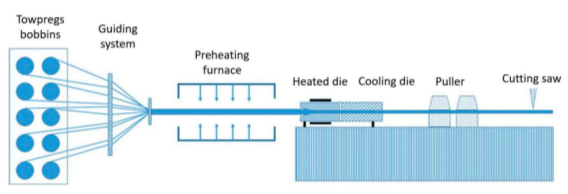 Towpregs
bobbins
Guiding
system
Preheating
furnace
Heated die
Cooling die
Puller
Cutting saw